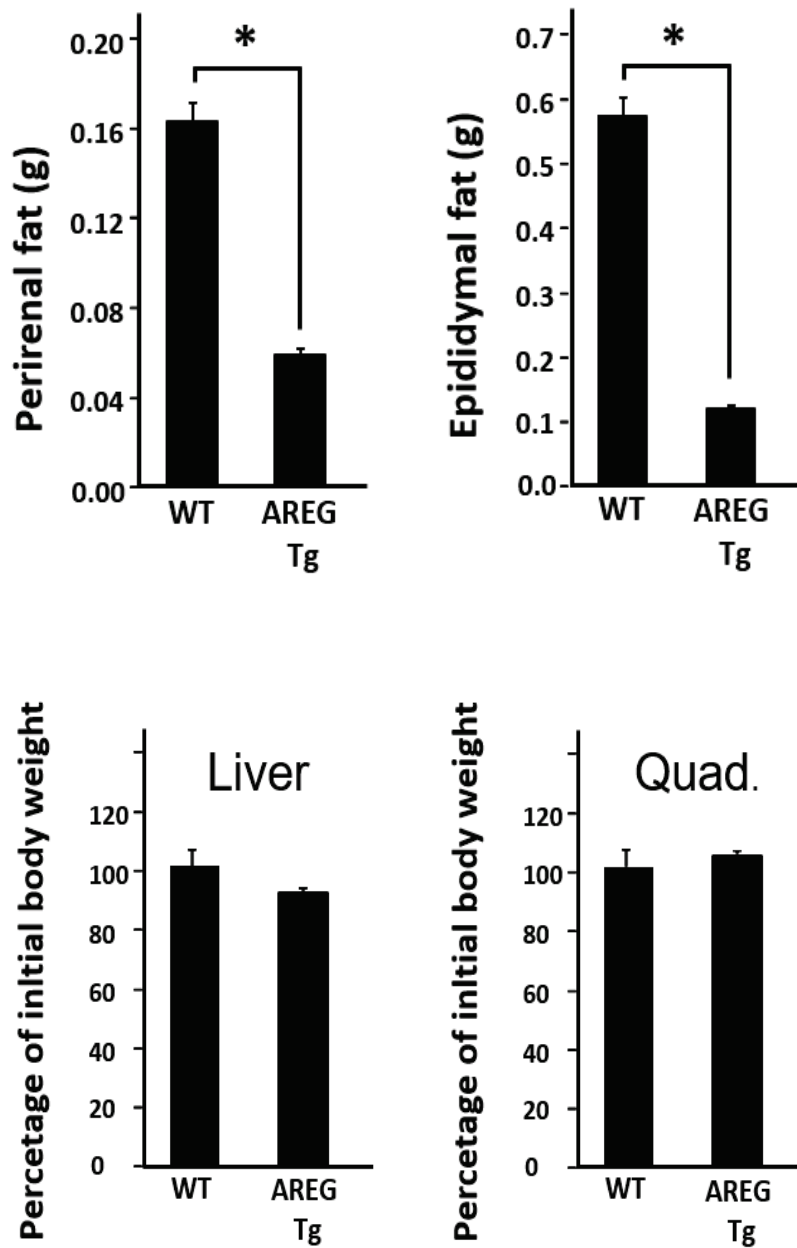 Perirenal fat (g)
0.20
0.16
0.12
0.08
0.04
0.00
*
WT
AREG
Tg
Epididymal fat (g)
0.7
0.6
0.5
0.4
0.3
0.2
0.1
0.0
*
WT
AREG
Tg
Percetage of inItial body weight
Liver
120
100
80
60
40
20
0
WT
AREG
Tg
Percetage of inItial body weight
Quad.
120
100
80
60
40
20
0
WT
AREG
Tg